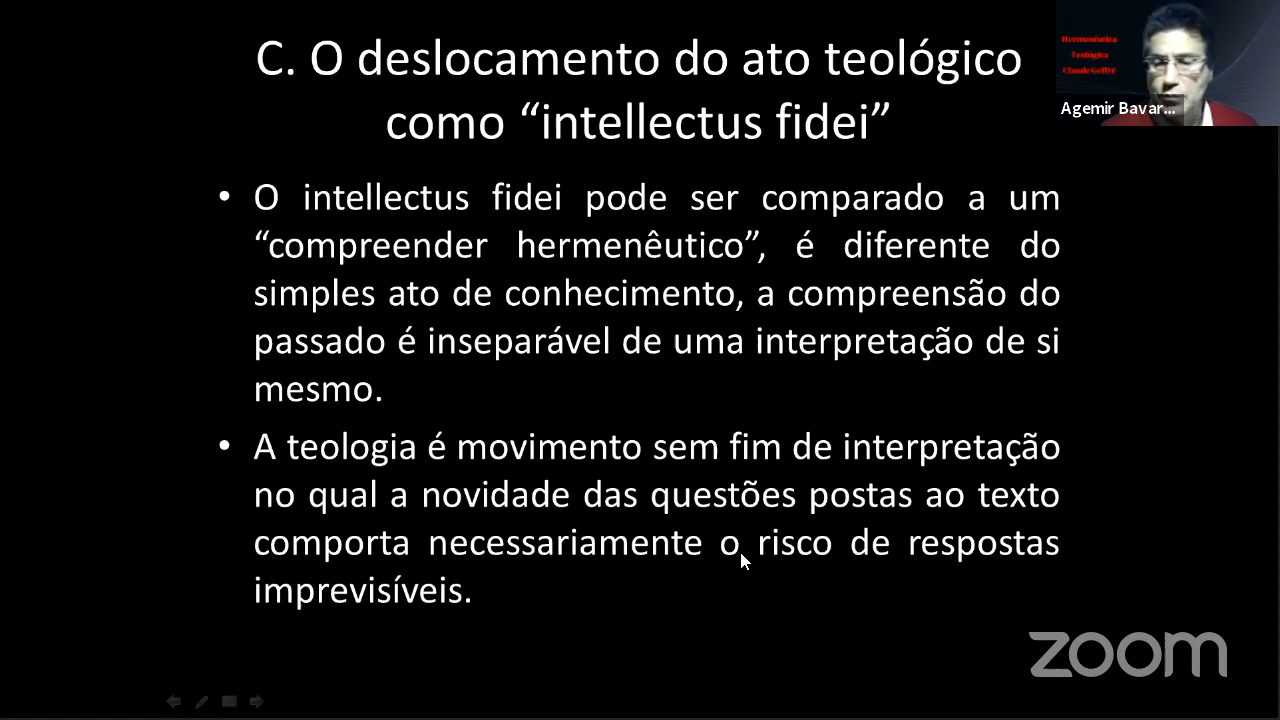 C. O deslocamento do ato teológico
como “intellectus fidei”
Hermenêutica
Teológica
Claude Geffré
Agemir Bavar...
• O intellectus fidei pode ser comparado a um
“compreender hermenêutico”, é diferente do
simples ato de conhecimento, a compreensão do
passado é inseparável de uma interpretação de si
mesmo.
• A teologia é movimento sem fim de interpretação
no qual a novidade das questões postas ao texto
comporta necessariamente o risco de respostas
imprevisíveis.
zoom